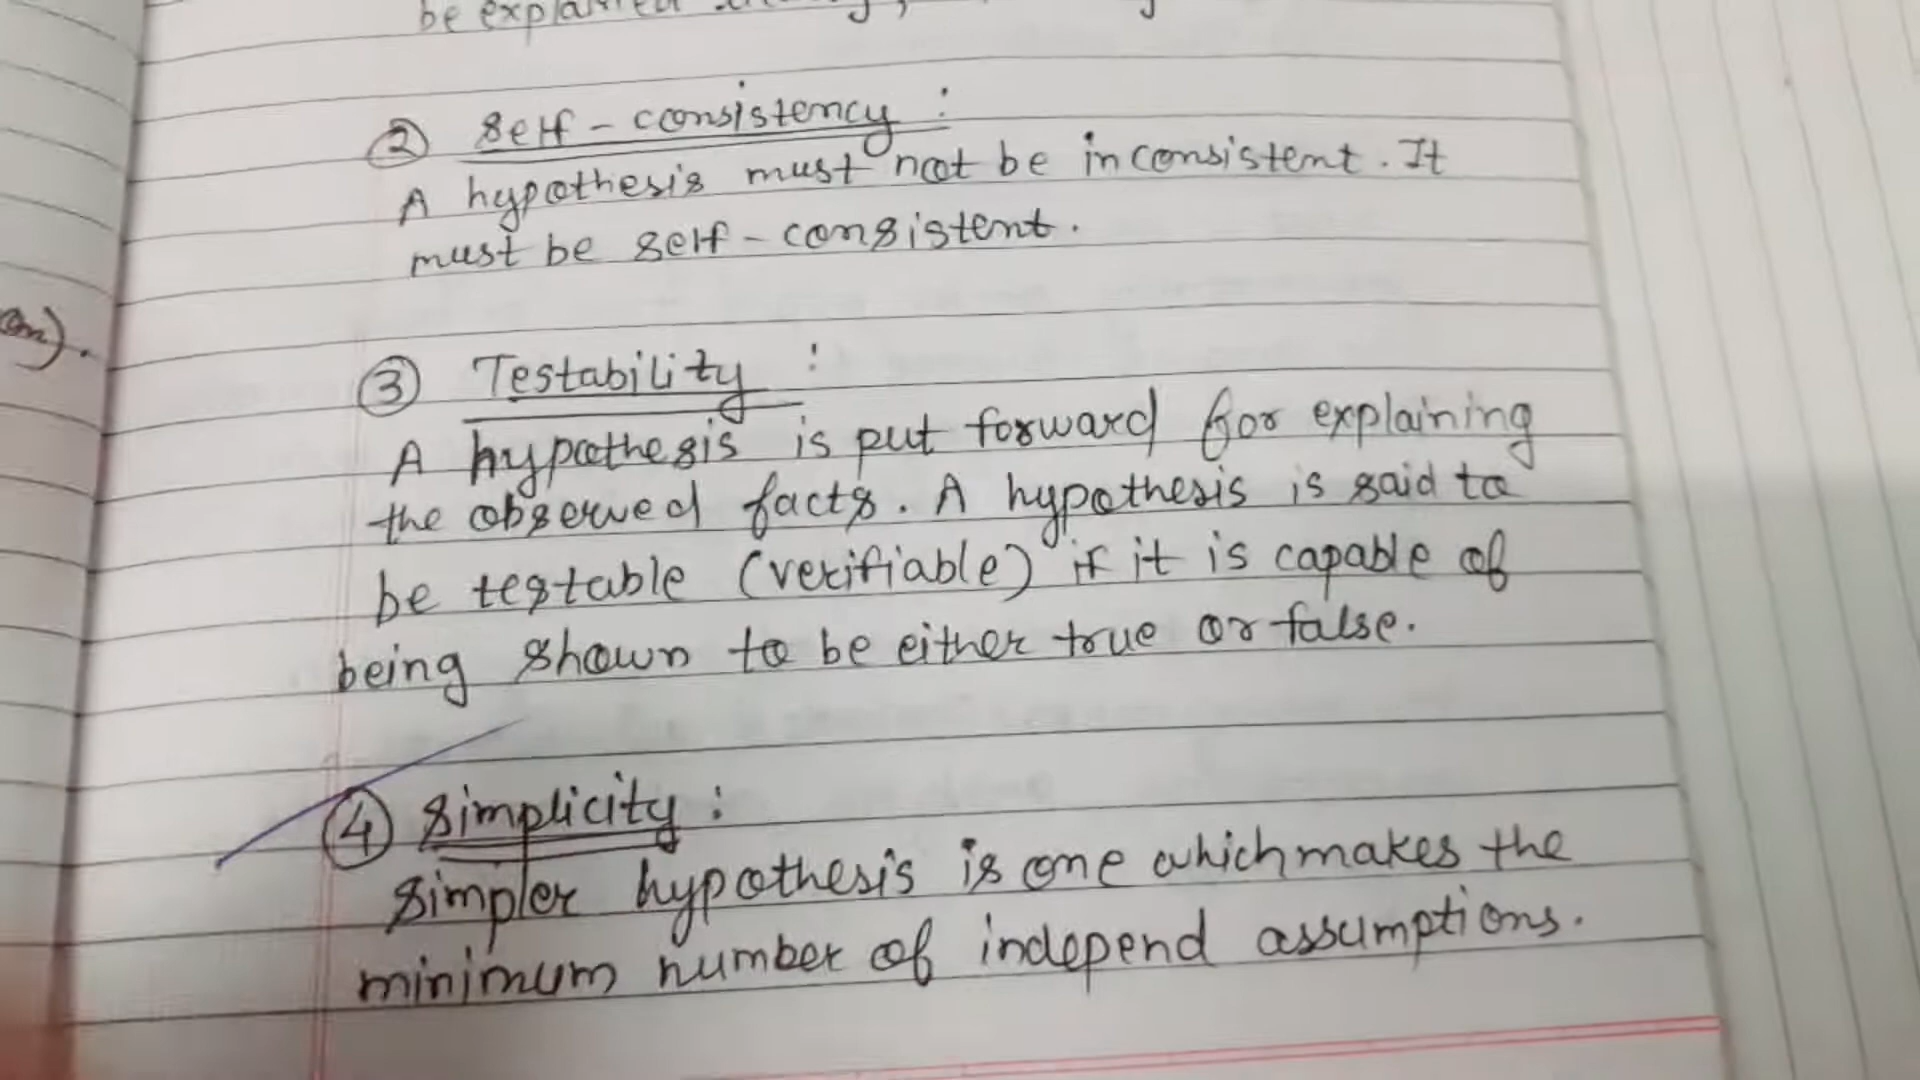 be explained
② Self-consistency :
A hypothesis must not be inconsistent. It
must be self-consistent.
③ Testability :
A hypothesis is put forward for explaining
the observed facts. A hypothesis is said to
be testable (verifiable) if it is capable of
being shown to be either true or false.
④ Simplicity :
Simpler hypothesis is one which makes the
minimum number of independ assumptions.